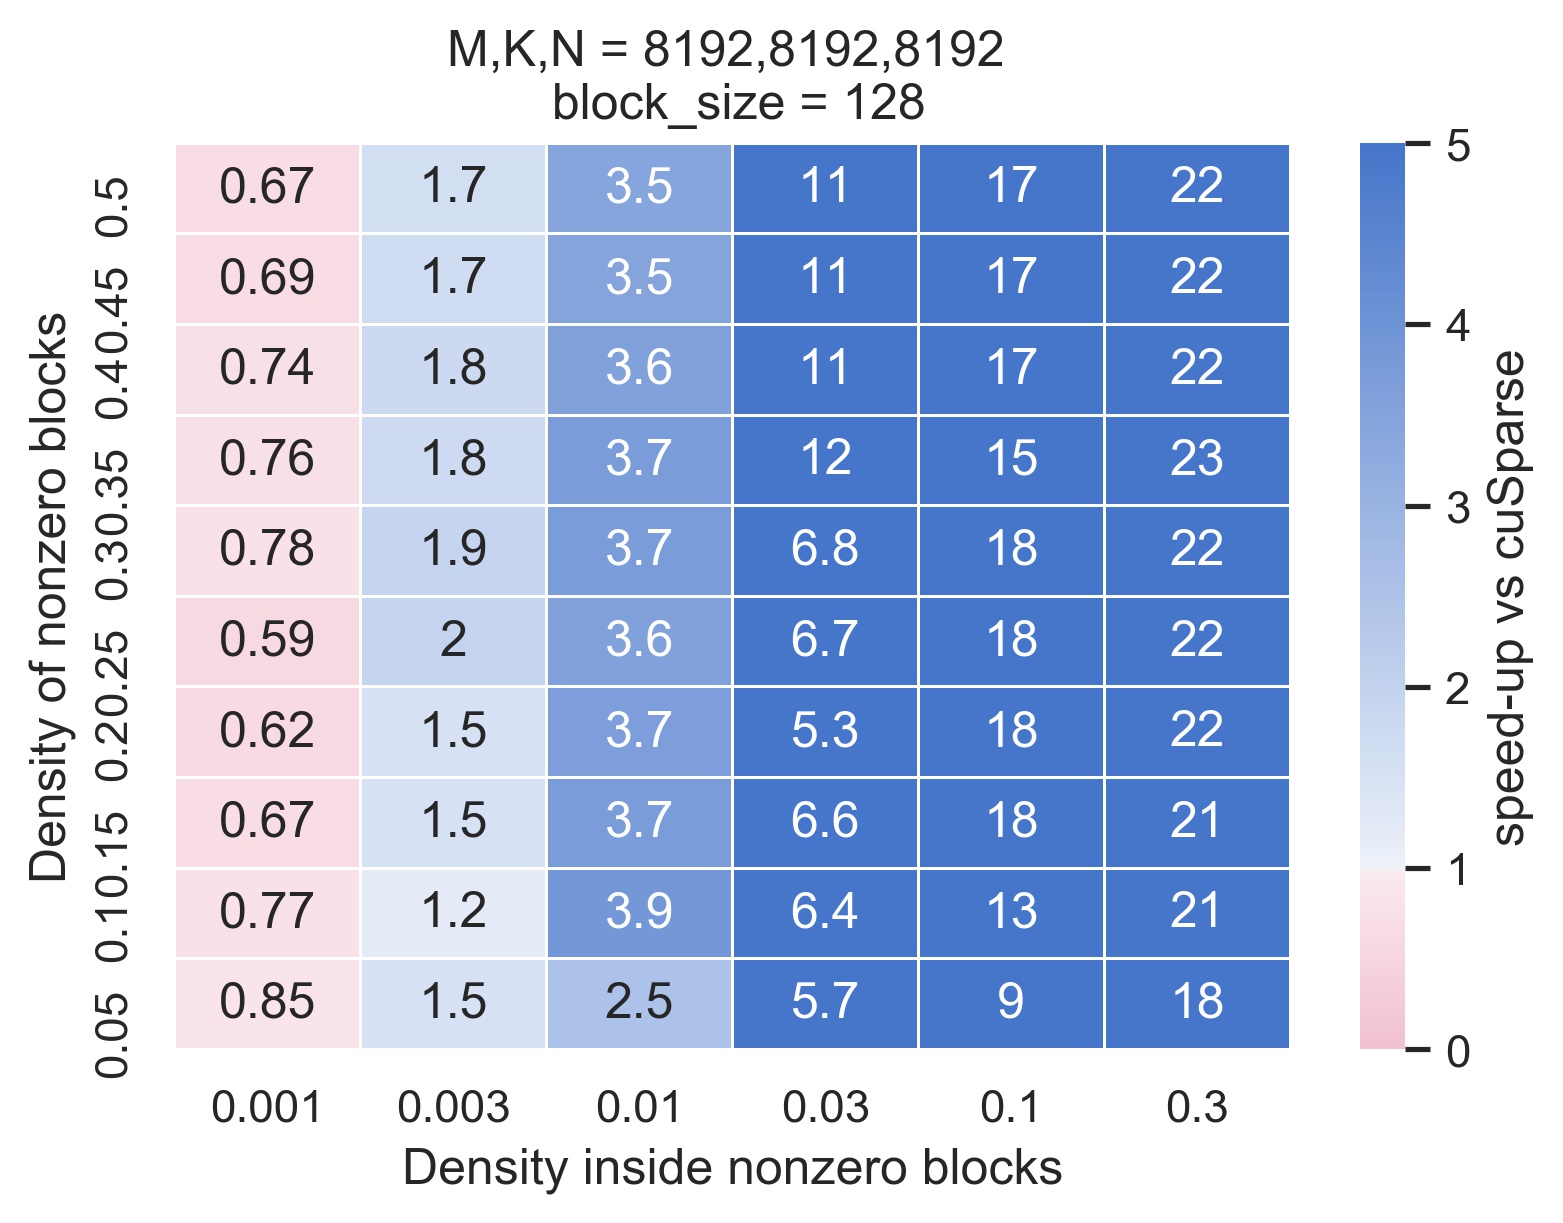 M,K,N = 8192,8192,8192
block_size = 128
Density of nonzero blocks
0.5 0.67 1.7 3.5 11 17 22
0.45 0.69 1.7 3.5 11 17 22
0.4 0.74 1.8 3.6 11 17 22
0.35 0.76 1.8 3.7 12 15 23
0.3 0.78 1.9 3.7 6.8 18 22
0.25 0.59 2 3.6 6.7 18 22
0.2 0.62 1.5 3.7 5.3 18 22
0.15 0.67 1.5 3.7 6.6 18 21
0.1 0.77 1.2 3.9 6.4 13 21
0.05 0.85 1.5 2.5 5.7 9 18
0.001 0.003 0.01 0.03 0.1 0.3
Density inside nonzero blocks
5
4
3
2
1
0
speed-up vs cuSparse